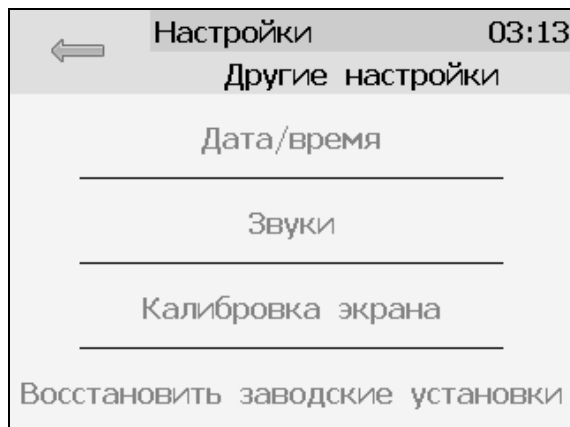 Настройки 03:13
Другие настройки
Дата/время
Звуки
Калибровка экрана
Восстановить заводские установки